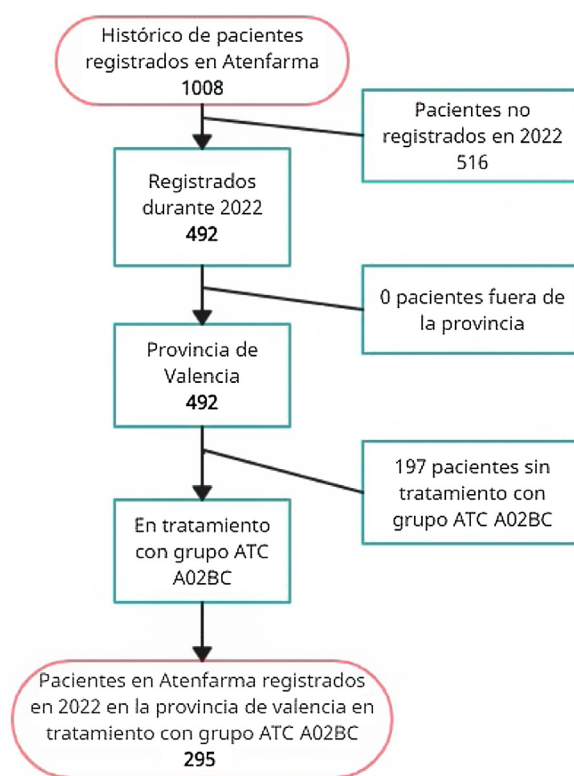 Histórico de pacientes
registrados en Atenfarma
1008
Pacientes no
registrados en 2022
516
Registrados
durante 2022
492
0 pacientes fuera de
la provincia
Provincia de
Valencia
492
197 pacientes sin
tratamiento con
grupo ATC A02BC
En tratamiento
con grupo ATC
A02BC
Pacientes en Atenfarma registrados
en 2022 en la provincia de valencia en
tratamiento con grupo ATC A02BC
295